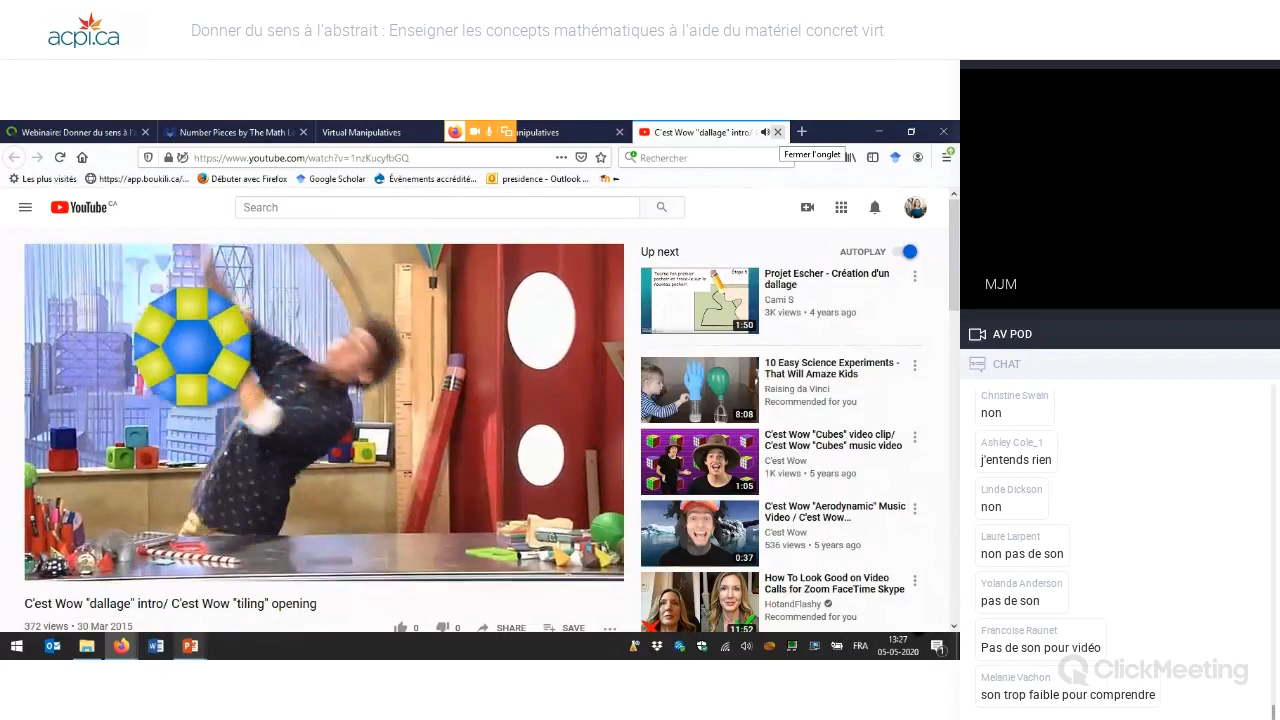 acpi.ca
Donner du sens à l'abstrait : Enseigner les concepts mathématiques à l'aide du matériel concret virt
Webinaire: Donner du sens à l'a
Number Pieces by The Math Le
Virtual Manipulatives
anipulatives
C'est Wow "dallage" intro/
Fermer l'onglet
https://www.youtube.com/watch?v=1nzKucyfbGQ
Rechercher
Les plus visités
https://app.boukili.ca/fr...
Débuter avec Firefox
Google Scholar
Évènements accrédité...
presidence - Outlook ...
YouTube CA
Search
Up next
AUTOPLAY
Projet Escher - Création d'un
dallage
Cami S
3K views • 4 years ago
1:50
10 Easy Science Experiments -
That Will Amaze Kids
Raising da Vinci
Recommended for you
8:08
C'est Wow "Cubes" video clip/
C'est Wow "Cubes" music video
C'est Wow
1K views • 5 years ago
1:05
C'est Wow "Aerodynamic" Music
Video / C'est Wow...
C'est Wow
536 views • 5 years ago
0:37
How To Look Good on Video
Calls for Zoom FaceTime Skype
HotandFlashy
Recommended for you
11:52
C'est Wow "dallage" intro/ C'est Wow "tiling" opening
372 views • 30 Mar 2015
0
0
SHARE
SAVE
FRA
13:27
05-05-2020
MJM
AV POD
CHAT
Christine Swain
non
Ashley Cole_1
j'entends rien
Linda Dickson
non
Laure Larpent
non pas de son
Yolanda Anderson
pas de son
Francoise Raunet
Pas de son pour vidéo
Melanie Vachon
son trop faible pour comprendre
ClickMeeting